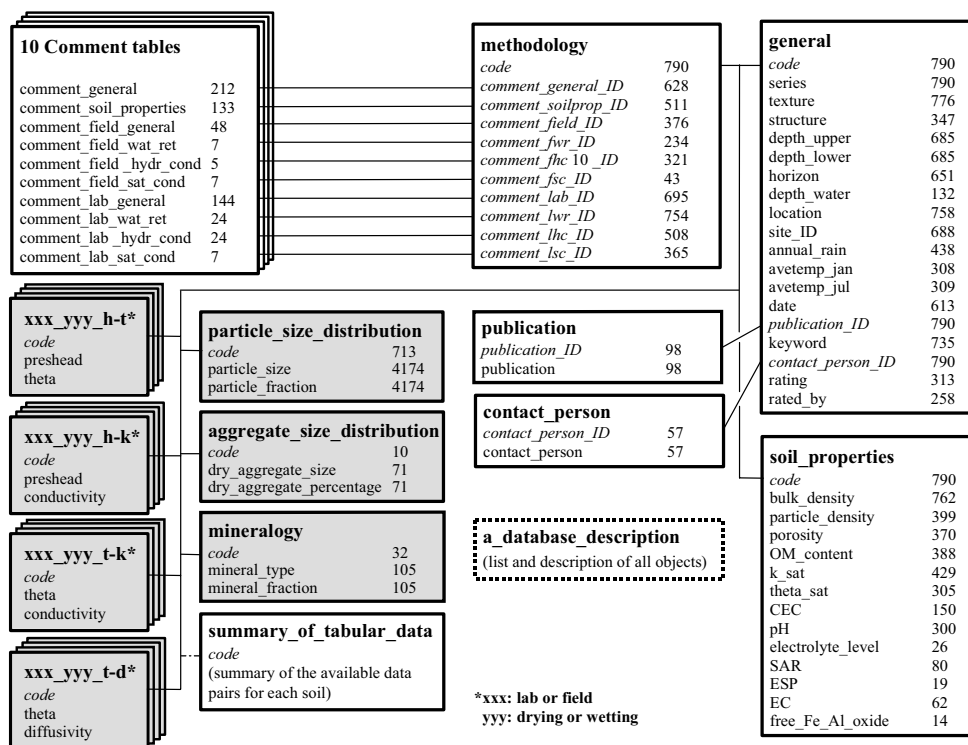 10 Comment tables
comment_general 212
comment_soil_properties 133
comment_field_general 48
comment_field_wat_ret 7
comment_field _hydr_cond 5
comment_field_sat_cond 7
comment_lab_general 144
comment_lab_wat_ret 24
comment_lab _hydr_cond 24
comment_lab_sat_cond 7
methodology
code 790
comment_general_ID 628
comment_soilprop_ID 511
comment_field_ID 376
comment_fwr_ID 234
comment_fhc 10 _ID 321
comment_fsc_ID 43
comment_lab_ID 695
comment_lwr_ID 754
comment_lhc_ID 508
comment_lsc_ID 365
general
code 790
series 790
texture 776
structure 347
depth_upper 685
depth_lower 685
horizon 651
depth_water 132
location 758
site_ID 688
annual_rain 438
avetemp_jan 308
avetemp_jul 309
date 613
publication_ID 790
keyword 735
contact_person_ID 790
rating 313
rated_by 258
xxx_yyy_h-t*
code
preshead
theta
xxx_yyy_h-k*
code
preshead
conductivity
xxx_yyy_t-k*
code
theta
conductivity
xxx_yyy_t-d*
code
theta
diffusivity
particle_size_distribution
code 713
particle_size 4174
particle_fraction 4174
aggregate_size_distribution
code 10
dry_aggregate_size 71
dry_aggregate_percentage 71
mineralogy
code 32
mineral_type 105
mineral_fraction 105
summary_of_tabular_data
code
(summary of the available data
pairs for each soil)
publication
publication_ID 98
publication 98
contact_person
contact_person_ID 57
contact_person 57
a_database_description
(list and description of all objects)
*xxx: lab or field
yyy: drying or wetting
soil_properties
code 790
bulk_density 762
particle_density 399
porosity 370
OM_content 388
k_sat 429
theta_sat 305
CEC 150
pH 300
electrolyte_level 26
SAR 80
ESP 19
EC 62
free_Fe_Al_oxide 14